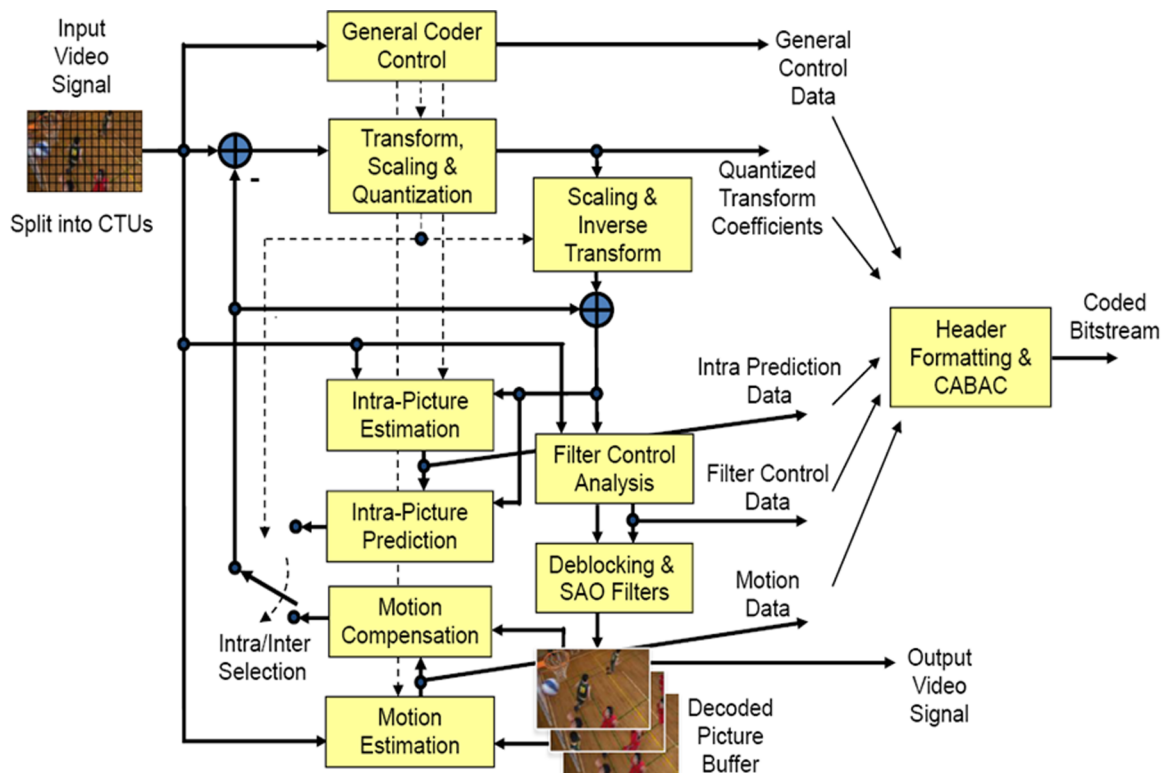 Input
Video
Signal
Split into CTUs
General Coder
Control
General
Control
Data
Transform,
Scaling &
Quantization
-
Quantized
Transform
Coefficients
Scaling &
Inverse
Transform
Header
Formatting &
CABAC
Coded
Bitstream
Intra-Picture
Estimation
Intra Prediction
Data
Filter Control
Analysis
Filter Control
Data
Intra-Picture
Prediction
Deblocking &
SAO Filters
Motion
Data
Motion
Compensation
Intra/Inter
Selection
Motion
Estimation
Decoded
Picture
Buffer
Output
Video
Signal